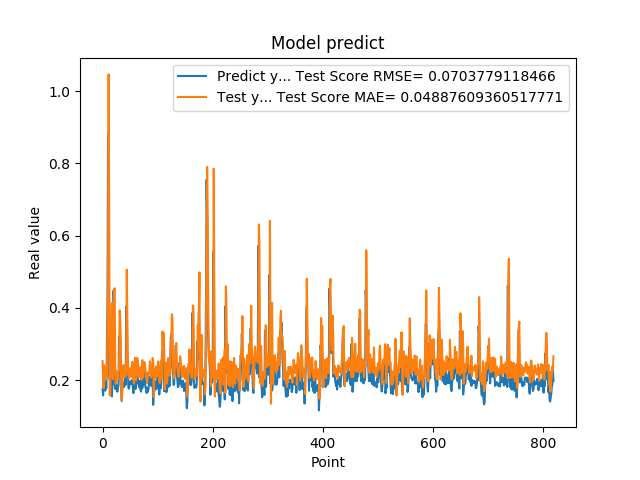 Model predict
Predict y... Test Score RMSE= 0.0703779118466
Test y... Test Score MAE= 0.04887609360517771
Real value
1.0
0.8
0.6
0.4
0.2
0
200
400
600
800
Point